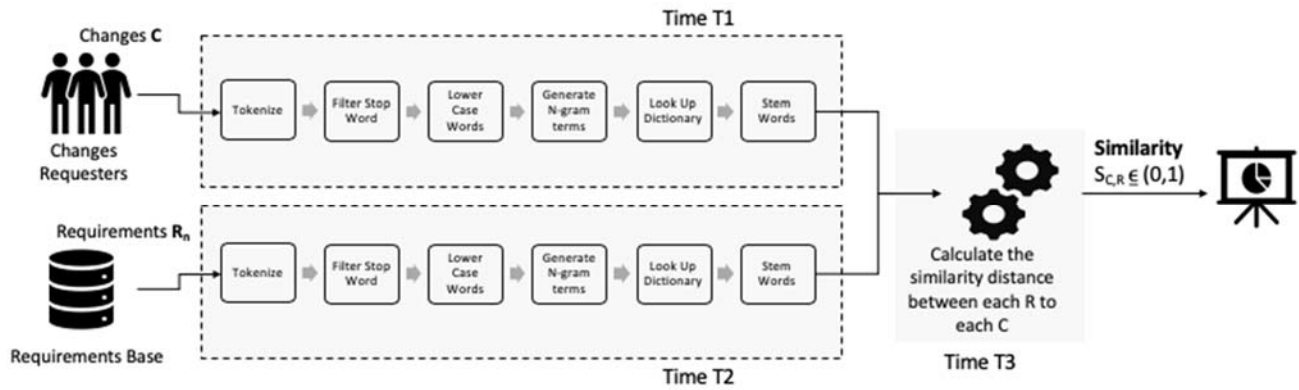 Time T1
Changes C
Changes
Requesters
Tokenize
Filter Stop
Word
Lower
Case
Words
Generate
N-gram
terms
Look Up
Dictionary
Stem
Words
Requirements Rn
Requirements Base
Tokenize
Filter Stop
Word
Lower
Case
Words
Generate
N-gram
terms
Look Up
Dictionary
Stem
Words
Time T2
Calculate the
similarity distance
between each R to
each C
Time T3
Similarity
SC,R ⋸ (0,1)